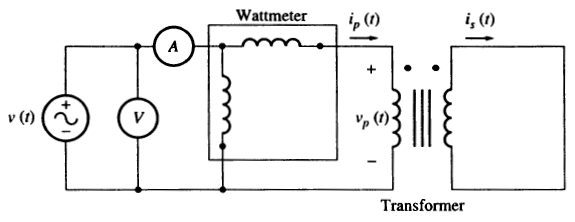 Wattmeter
i_p (t)
i_s (t)
A
+
v (t)
+
−
V
v_p (t)
−
Transformer